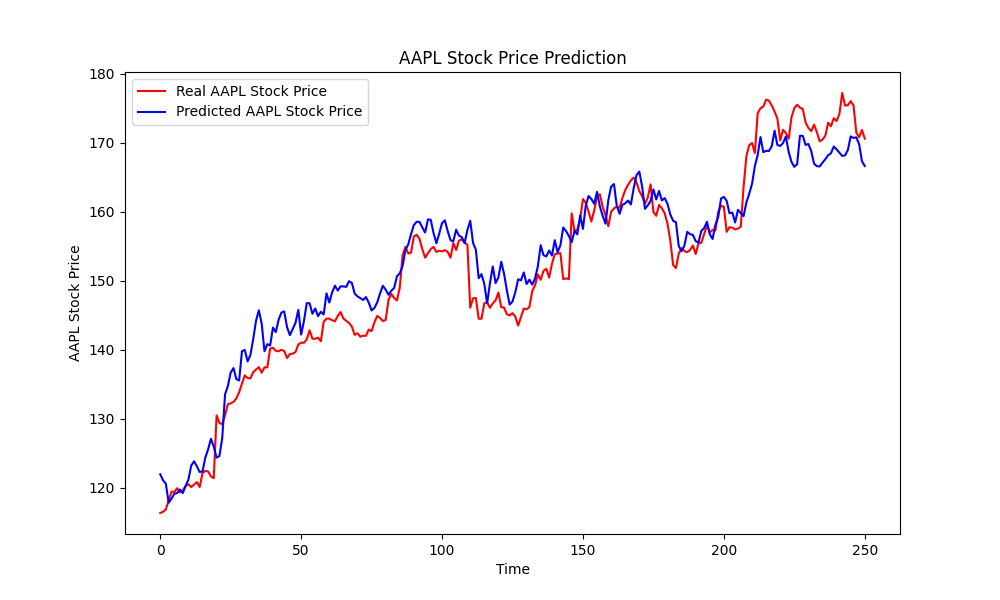 AAPL Stock Price Prediction
Real AAPL Stock Price
Predicted AAPL Stock Price
AAPL Stock Price
180
170
160
150
140
130
120
0 50 100 150 200 250
Time